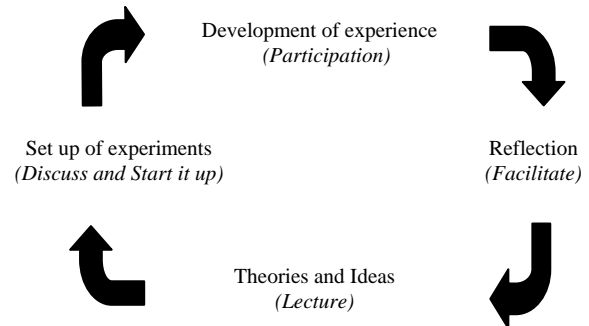 Development of experience
(Participation)
Set up of experiments
(Discuss and Start it up)
Reflection
(Facilitate)
Theories and Ideas
(Lecture)